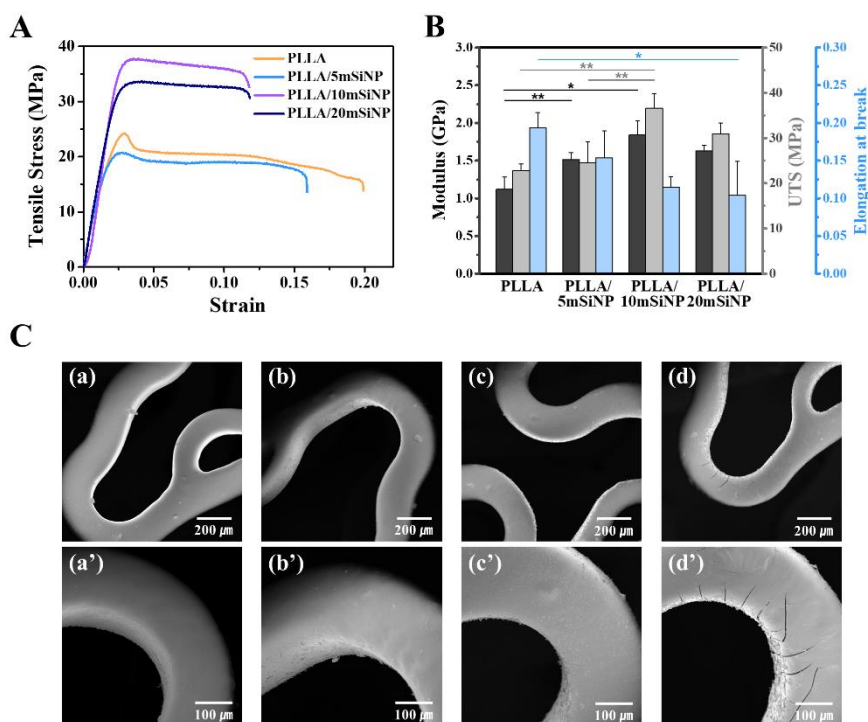 A
40
30
20
10
0
Tensile Stress (MPa)
0.00 0.05 0.10 0.15 0.20
Strain
PLLA
PLLA/5mSiNP
PLLA/10mSiNP
PLLA/20mSiNP
B
3.0
2.5
2.0
1.5
1.0
0.5
0.0
Modulus (GPa)
**
*
**
**
*
50
40
30
20
10
0
UTS (MPa)
0.30
0.25
0.20
0.15
0.10
0.05
0.00
Elongation at break
PLLA PLLA/ PLLA/ PLLA/
5mSiNP 10mSiNP 20mSiNP
C
(a) (b) (c) (d)
200 μm 200 μm 200 μm 200 μm
(a') (b') (c') (d')
100 μm 100 μm 100 μm 100 μm